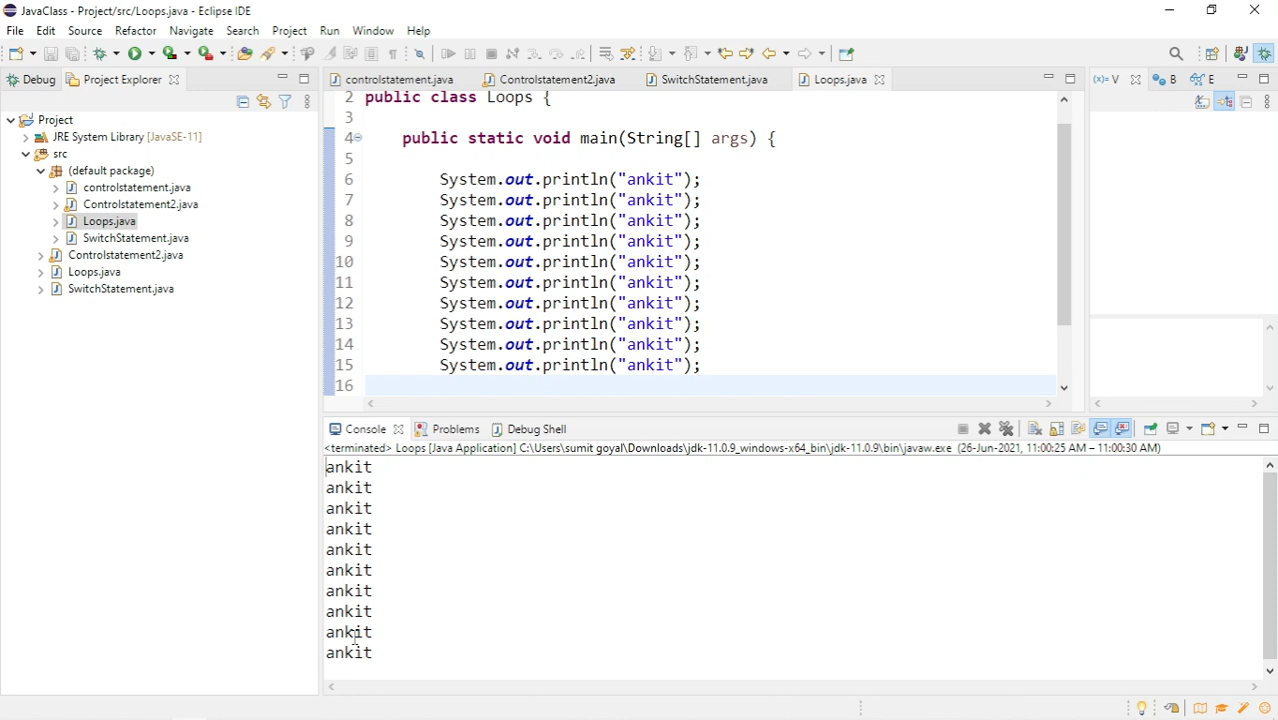 JavaClass - Project/src/Loops.java - Eclipse IDE
File Edit Source Refactor Navigate Search Project Run Window Help
Debug Project Explorer
controlstatement.java Controlstatement2.java SwitchStatement.java Loops.java
(x)= V B E
Project
JRE System Library [JavaSE-11]
src
(default package)
controlstatement.java
Controlstatement2.java
Loops.java
SwitchStatement.java
Controlstatement2.java
Loops.java
SwitchStatement.java
2 public class Loops {
3
4 public static void main(String[] args) {
5
6 System.out.println("ankit");
7 System.out.println("ankit");
8 System.out.println("ankit");
9 System.out.println("ankit");
10 System.out.println("ankit");
11 System.out.println("ankit");
12 System.out.println("ankit");
13 System.out.println("ankit");
14 System.out.println("ankit");
15 System.out.println("ankit");
16
Console Problems Debug Shell
<terminated> Loops [Java Application] C:\Users\sumit goyal\Downloads\jdk-11.0.9_windows-x64_bin\jdk-11.0.9\bin\javaw.exe (26-Jun-2021, 11:00:25 AM – 11:00:30 AM)
ankit
ankit
ankit
ankit
ankit
ankit
ankit
ankit
ankit
ankit